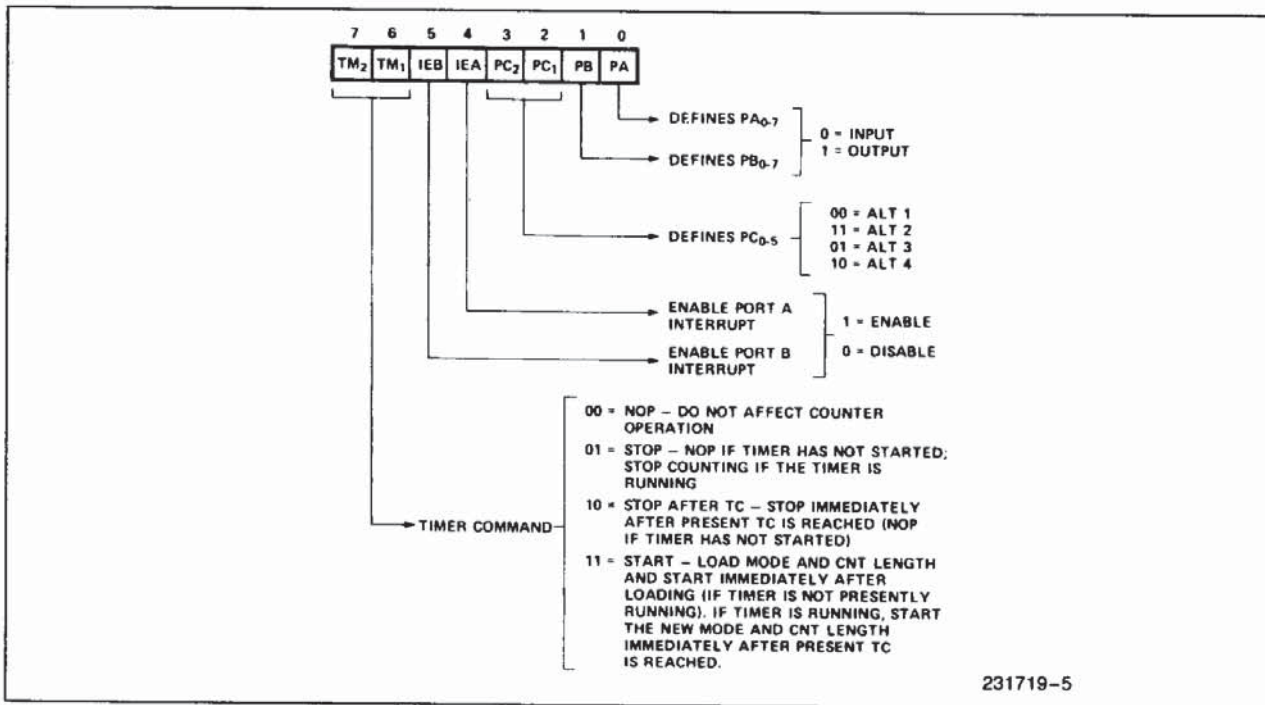 7 6 5 4 3 2 1 0
TM₂ TM₁ IEB IEA PC₂ PC₁ PB PA
DEFINES PA₀₋₇
DEFINES PB₀₋₇
0 = INPUT
1 = OUTPUT
DEFINES PC₀₋₅
00 = ALT 1
11 = ALT 2
01 = ALT 3
10 = ALT 4
ENABLE PORT A
INTERRUPT
ENABLE PORT B
INTERRUPT
1 = ENABLE
0 = DISABLE
TIMER COMMAND
00 = NOP – DO NOT AFFECT COUNTER
OPERATION
01 = STOP – NOP IF TIMER HAS NOT STARTED;
STOP COUNTING IF THE TIMER IS
RUNNING
10 = STOP AFTER TC – STOP IMMEDIATELY
AFTER PRESENT TC IS REACHED (NOP
IF TIMER HAS NOT STARTED)
11 = START – LOAD MODE AND CNT LENGTH
AND START IMMEDIATELY AFTER
LOADING (IF TIMER IS NOT PRESENTLY
RUNNING). IF TIMER IS RUNNING, START
THE NEW MODE AND CNT LENGTH
IMMEDIATELY AFTER PRESENT TC
IS REACHED.
231719–5